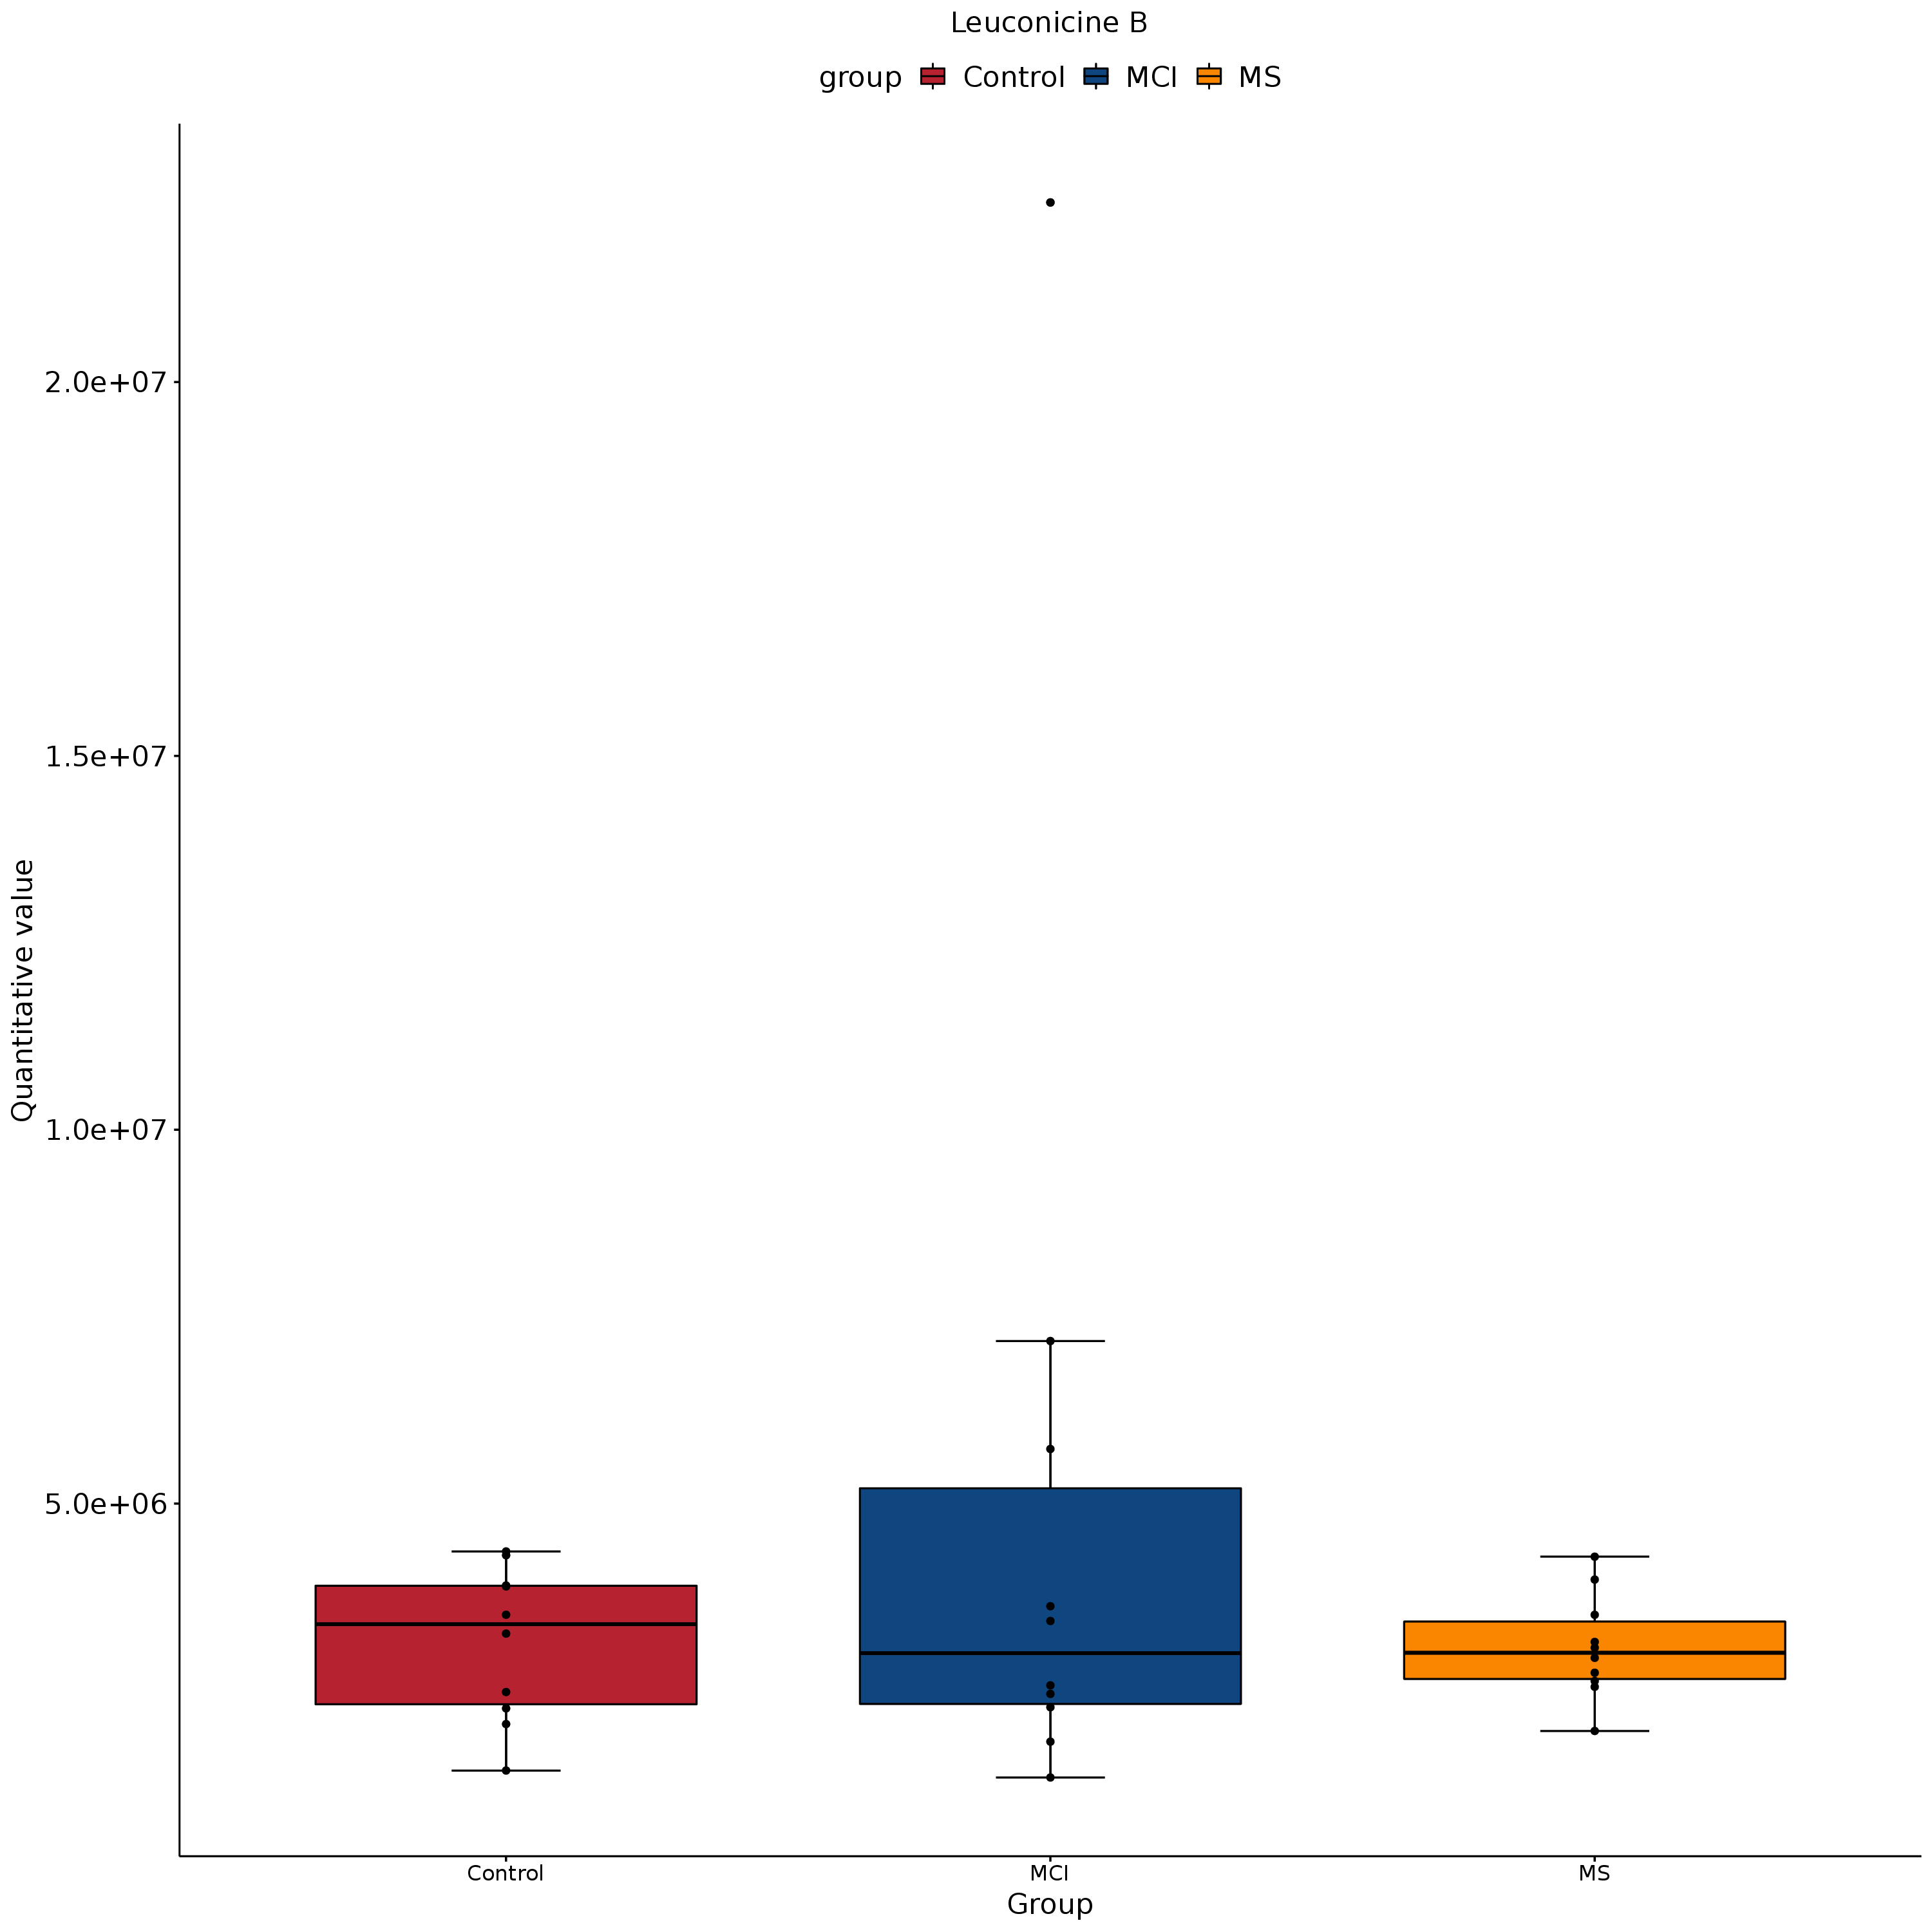 Leuconicine B
group Control MCI MS
Quantitative value
2.0e+07
1.5e+07
1.0e+07
5.0e+06
Control MCI MS
Group